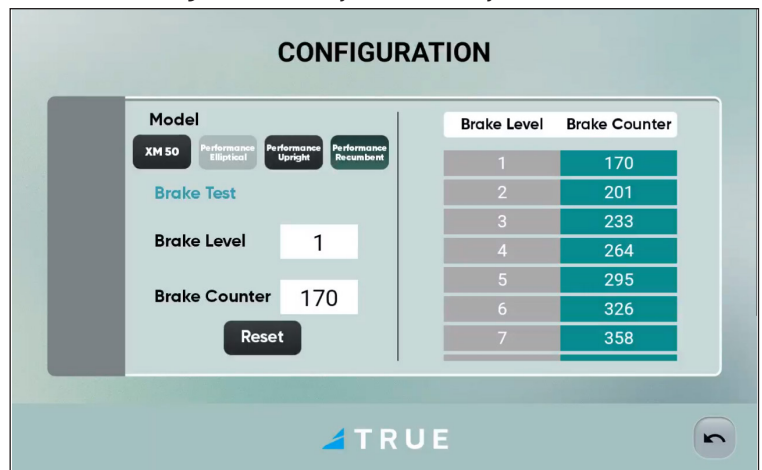 CONFIGURATION
Model
XM 50
Performance
Elliptical
Performance
Upright
Performance
Recumbent
Brake Test
Brake Level 1
Brake Counter 170
Reset
Brake Level Brake Counter
1 170
2 201
3 233
4 264
5 295
6 326
7 358
TRUE